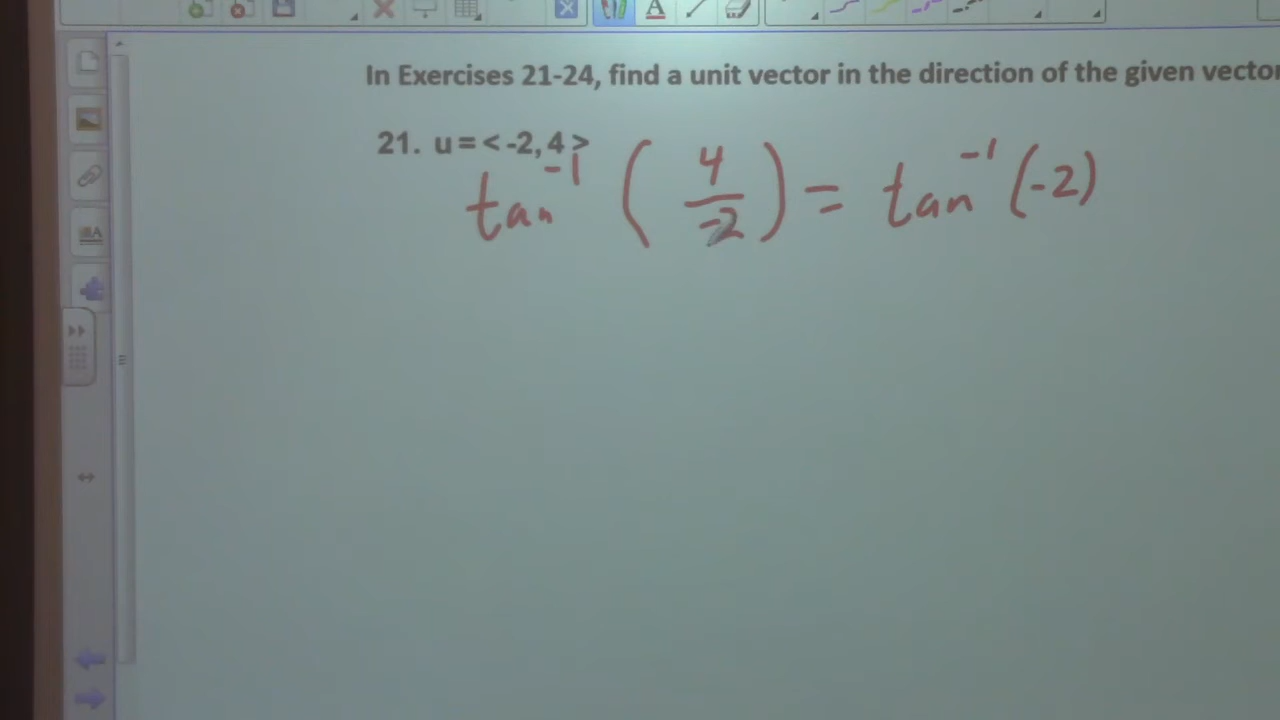 In Exercises 21-24, find a unit vector in the direction of the given vector
21. u = < -2, 4 >
tan⁻¹ ( 4/-2 ) = tan⁻¹ (-2)